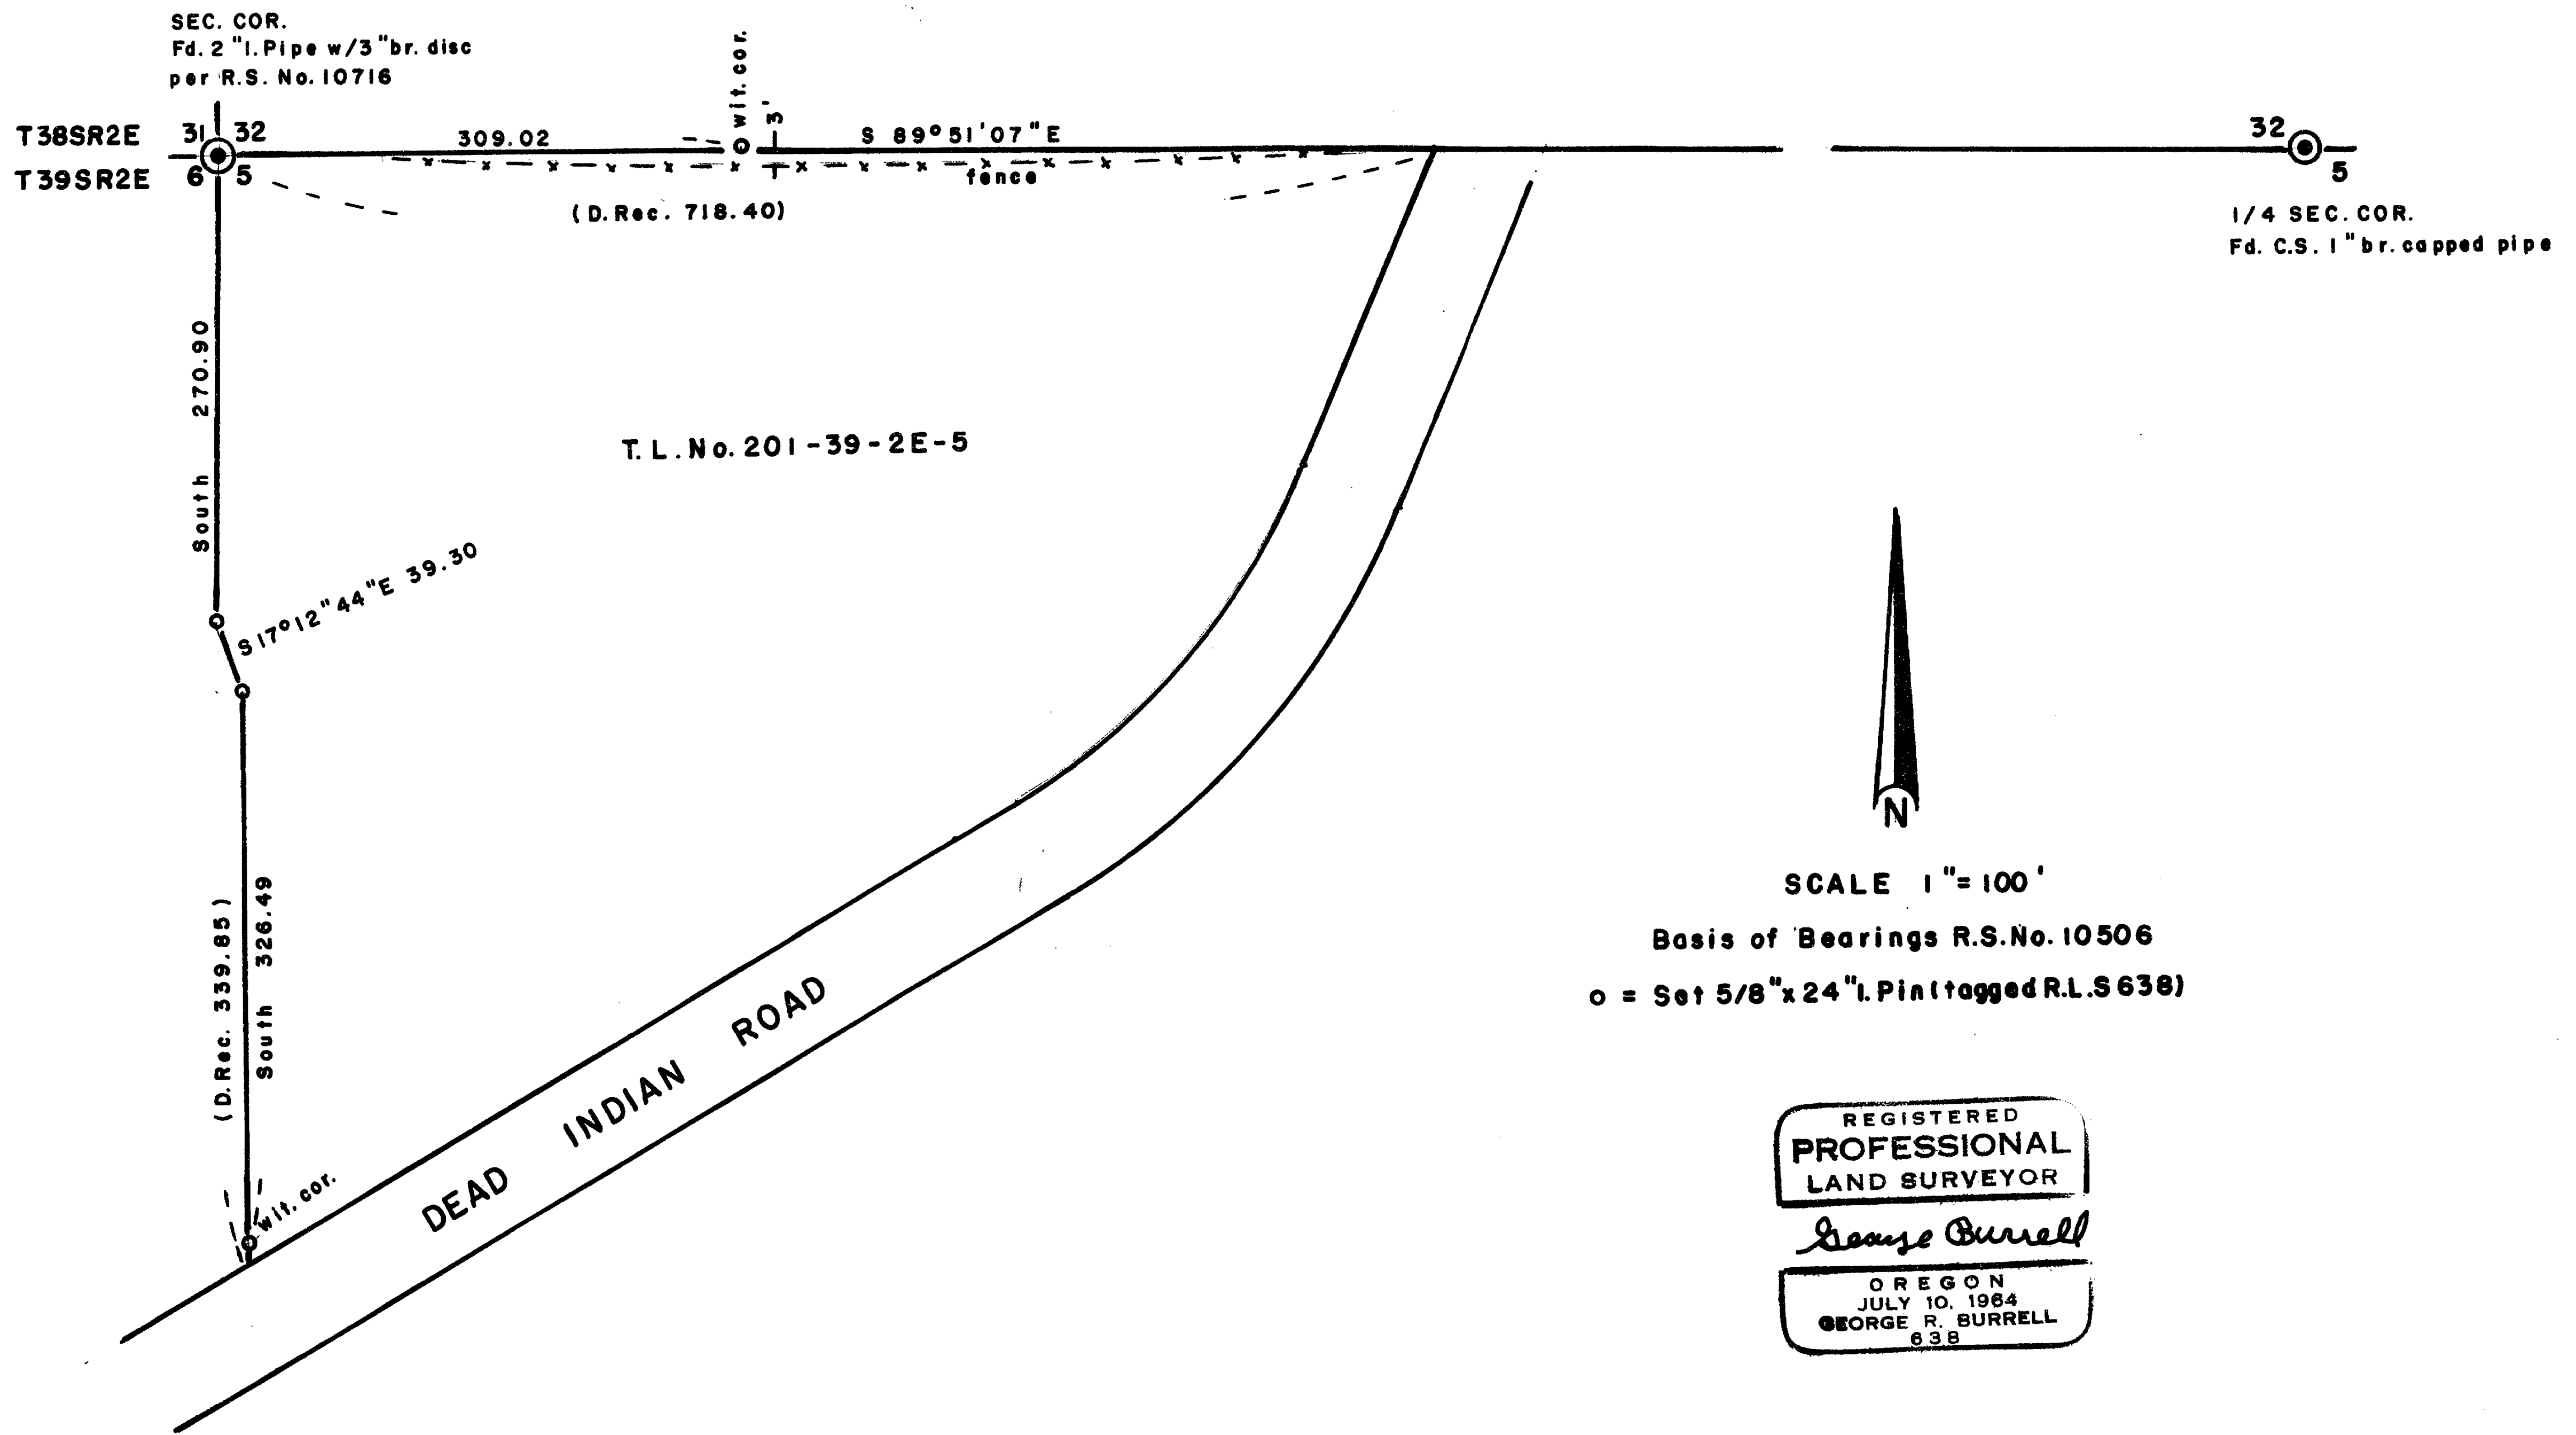 SEC. COR.
Fd. 2 "I. Pipe w/3" br. disc
per R.S. No. 10716
wit. cor.
3'
T38SR2E
31 32
309.02
S 89°51'07"E
32
T39SR2E
6 5
fence
5
(D. Rec. 718.40)
1/4 SEC. COR.
Fd. C.S. 1" br. capped pipe
South 270.90
T. L. No. 201-39-2E-5
S17°12"44"E 39.30
N
SCALE 1"=100'
Basis of Bearings R.S. No. 10506
o = Set 5/8"x24"I. Pin(tagged R.L.S 638)
(D. Rec. 339.85)
South 326.49
DEAD INDIAN ROAD
wit. cor.
REGISTERED
PROFESSIONAL
LAND SURVEYOR
George Burrell
OREGON
JULY 10, 1964
GEORGE R. BURRELL
638